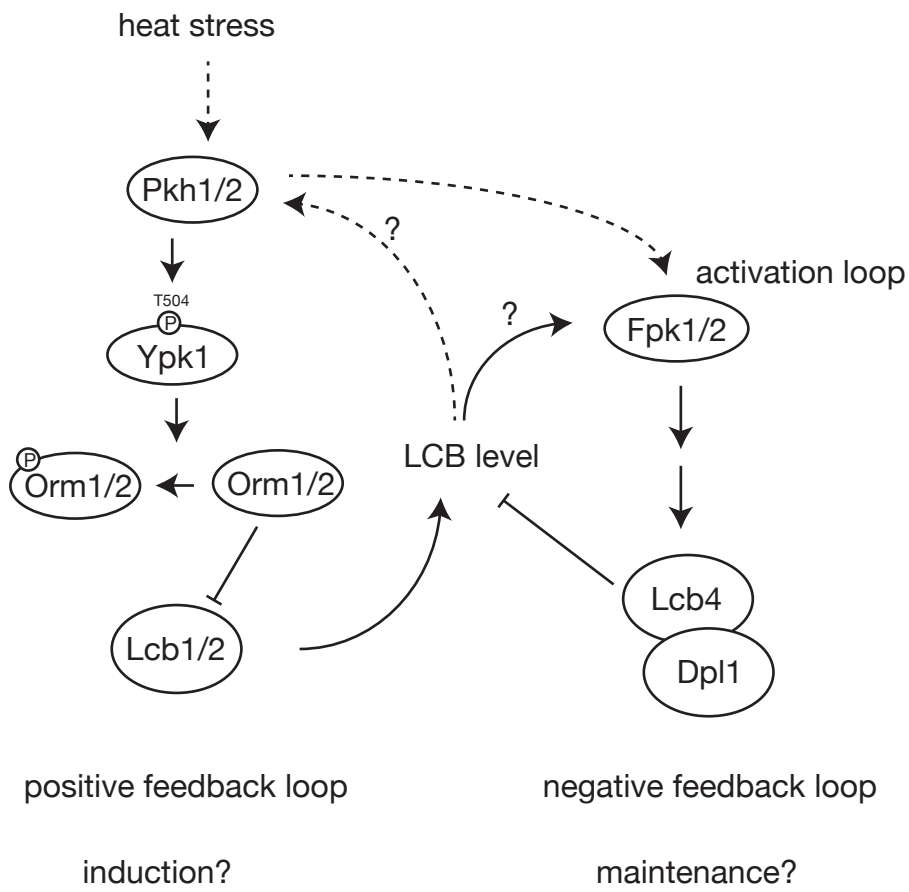 heat stress
Pkh1/2
?
activation loop
T504
P
Ypk1
?
Fpk1/2
LCB level
P
Orm1/2
Orm1/2
Lcb4
Lcb1/2
Dpl1
positive feedback loop
negative feedback loop
induction?
maintenance?